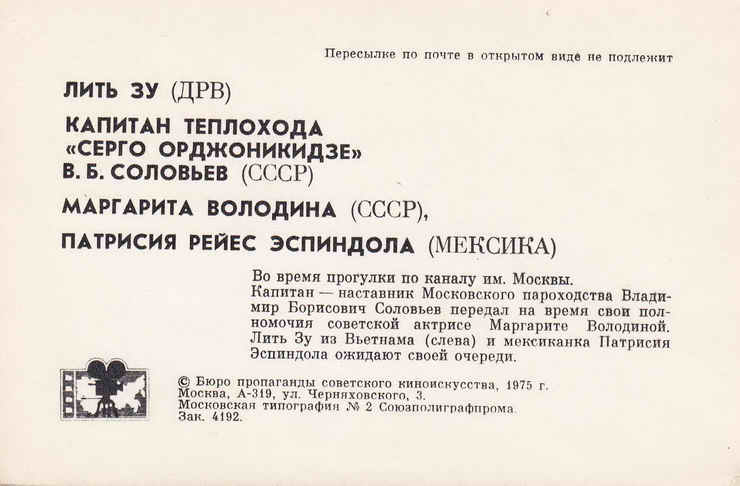 Пересылке по почте в открытом виде не подлежит
ЛИТЬ ЗУ (ДРВ)
КАПИТАН ТЕПЛОХОДА
«СЕРГО ОРДЖОНИКИДЗЕ»
В. Б. СОЛОВЬЕВ (СССР)
МАРГАРИТА ВОЛОДИНА (СССР),
ПАТРИСИЯ РЕЙЕС ЭСПИНДОЛА (МЕКСИКА)
Во время прогулки по каналу им. Москвы.
Капитан — наставник Московского пароходства Влади-
мир Борисович Соловьев передал на время свои пол-
номочия советской актрисе Маргарите Володиной.
Лить Зу из Вьетнама (слева) и мексиканка Патрисия
Эспиндола ожидают своей очереди.
© Бюро пропаганды советского киноискусства, 1975 г.
Москва, А-319, ул. Черняховского, 3.
Московская типография № 2 Союзполиграфпрома.
Зак. 4192.